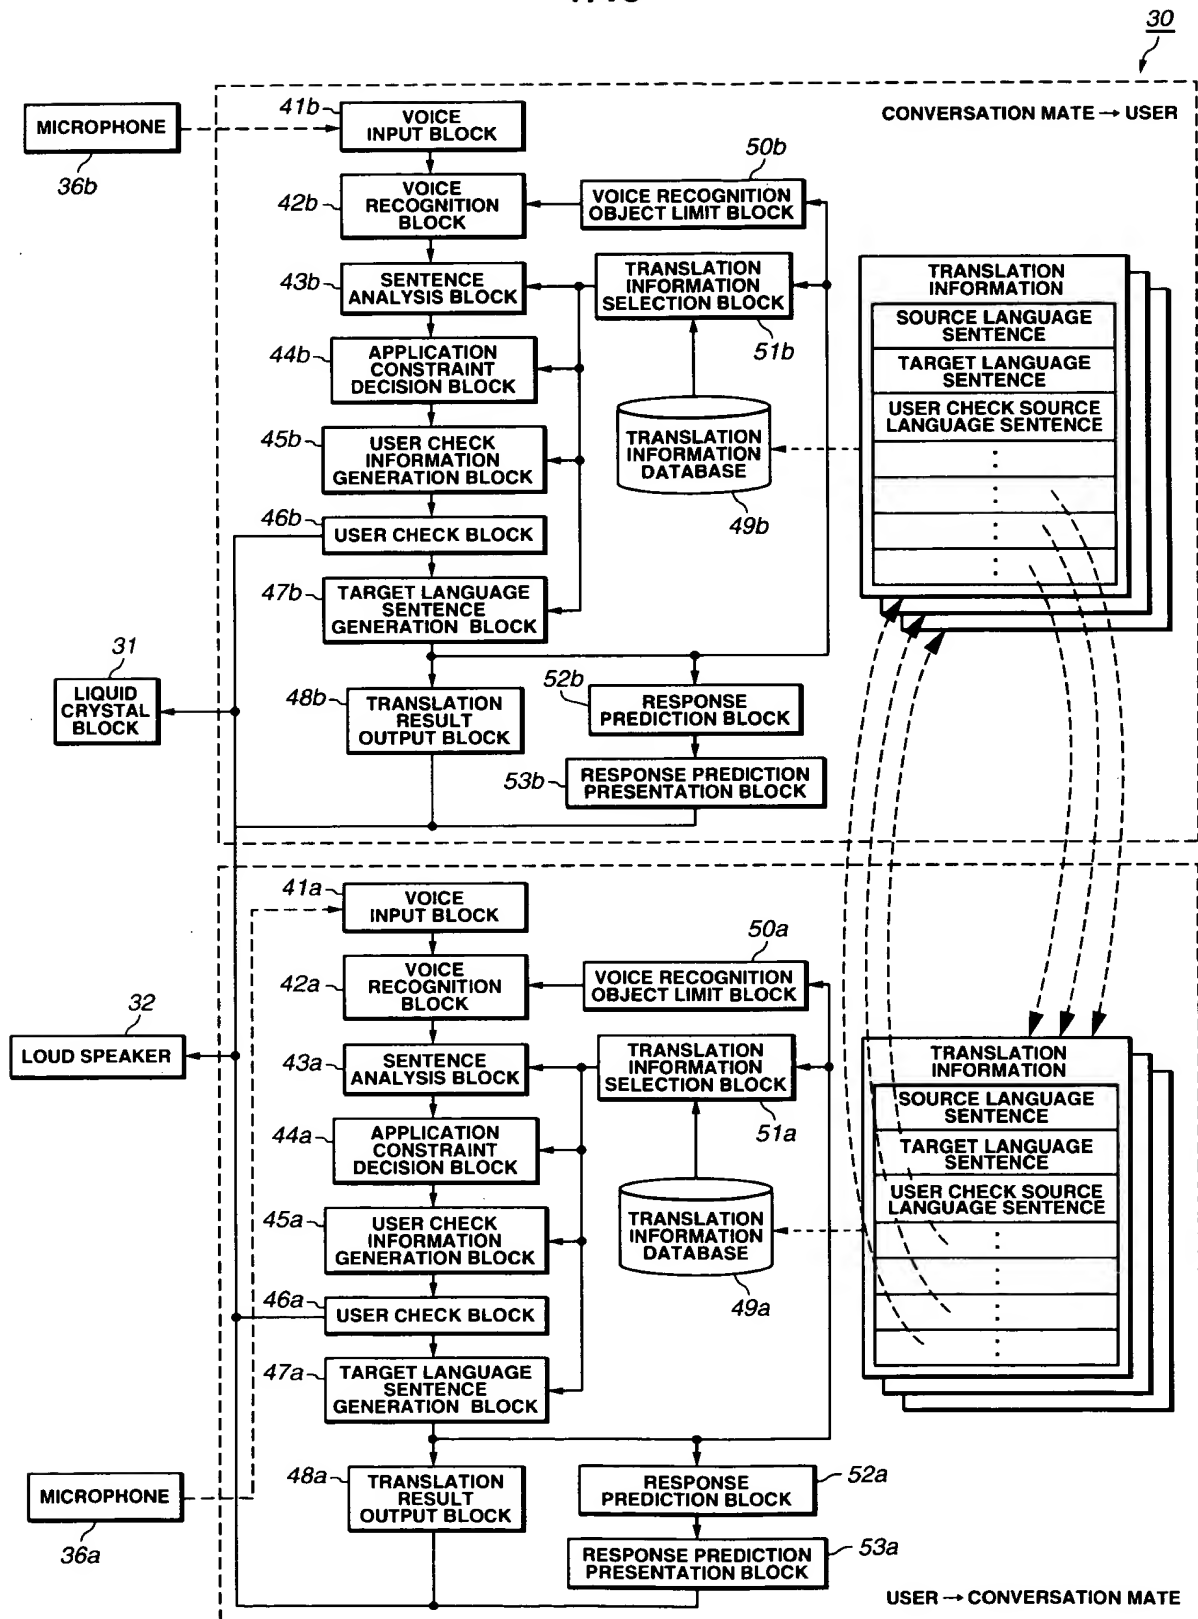 30
41b
VOICE
INPUT BLOCK
CONVERSATION MATE → USER
MICROPHONE
36b
50b
42b
VOICE
RECOGNITION
BLOCK
VOICE RECOGNITION
OBJECT LIMIT BLOCK
43b
SENTENCE
ANALYSIS BLOCK
TRANSLATION
INFORMATION
SELECTION BLOCK
51b
TRANSLATION
INFORMATION
SOURCE LANGUAGE
SENTENCE
TARGET LANGUAGE
SENTENCE
USER CHECK SOURCE
LANGUAGE SENTENCE
44b
APPLICATION
CONSTRAINT
DECISION BLOCK
45b
USER CHECK
INFORMATION
GENERATION BLOCK
TRANSLATION
INFORMATION
DATABASE
49b
46b
USER CHECK BLOCK
47b
TARGET LANGUAGE
SENTENCE
GENERATION BLOCK
31
LIQUID
CRYSTAL
BLOCK
48b
TRANSLATION
RESULT
OUTPUT BLOCK
52b
RESPONSE
PREDICTION BLOCK
53b
RESPONSE PREDICTION
PRESENTATION BLOCK
41a
VOICE
INPUT BLOCK
50a
42a
VOICE
RECOGNITION
BLOCK
VOICE RECOGNITION
OBJECT LIMIT BLOCK
32
LOUD SPEAKER
43a
SENTENCE
ANALYSIS BLOCK
TRANSLATION
INFORMATION
SELECTION BLOCK
51a
TRANSLATION
INFORMATION
SOURCE LANGUAGE
SENTENCE
TARGET LANGUAGE
SENTENCE
USER CHECK SOURCE
LANGUAGE SENTENCE
44a
APPLICATION
CONSTRAINT
DECISION BLOCK
45a
USER CHECK
INFORMATION
GENERATION BLOCK
TRANSLATION
INFORMATION
DATABASE
49a
46a
USER CHECK BLOCK
47a
TARGET LANGUAGE
SENTENCE
GENERATION BLOCK
MICROPHONE
36a
48a
TRANSLATION
RESULT
OUTPUT BLOCK
52a
RESPONSE
PREDICTION BLOCK
53a
RESPONSE PREDICTION
PRESENTATION BLOCK
USER → CONVERSATION MATE